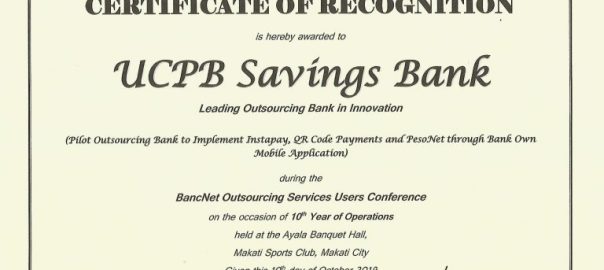 CERTIFICATE OF RECOGNITION
is hereby awarded to
UCPB Savings Bank
Leading Outsourcing Bank in Innovation
(Pilot Outsourcing Bank to Implement Instapay, QR Code Payments and PesoNet through Bank Own
Mobile Application)
during the
BancNet Outsourcing Services Users Conference
on the occasion of 10th Year of Operations
held at the Ayala Banquet Hall,
Makati Sports Club, Makati City
Given this 10th day of October 2019